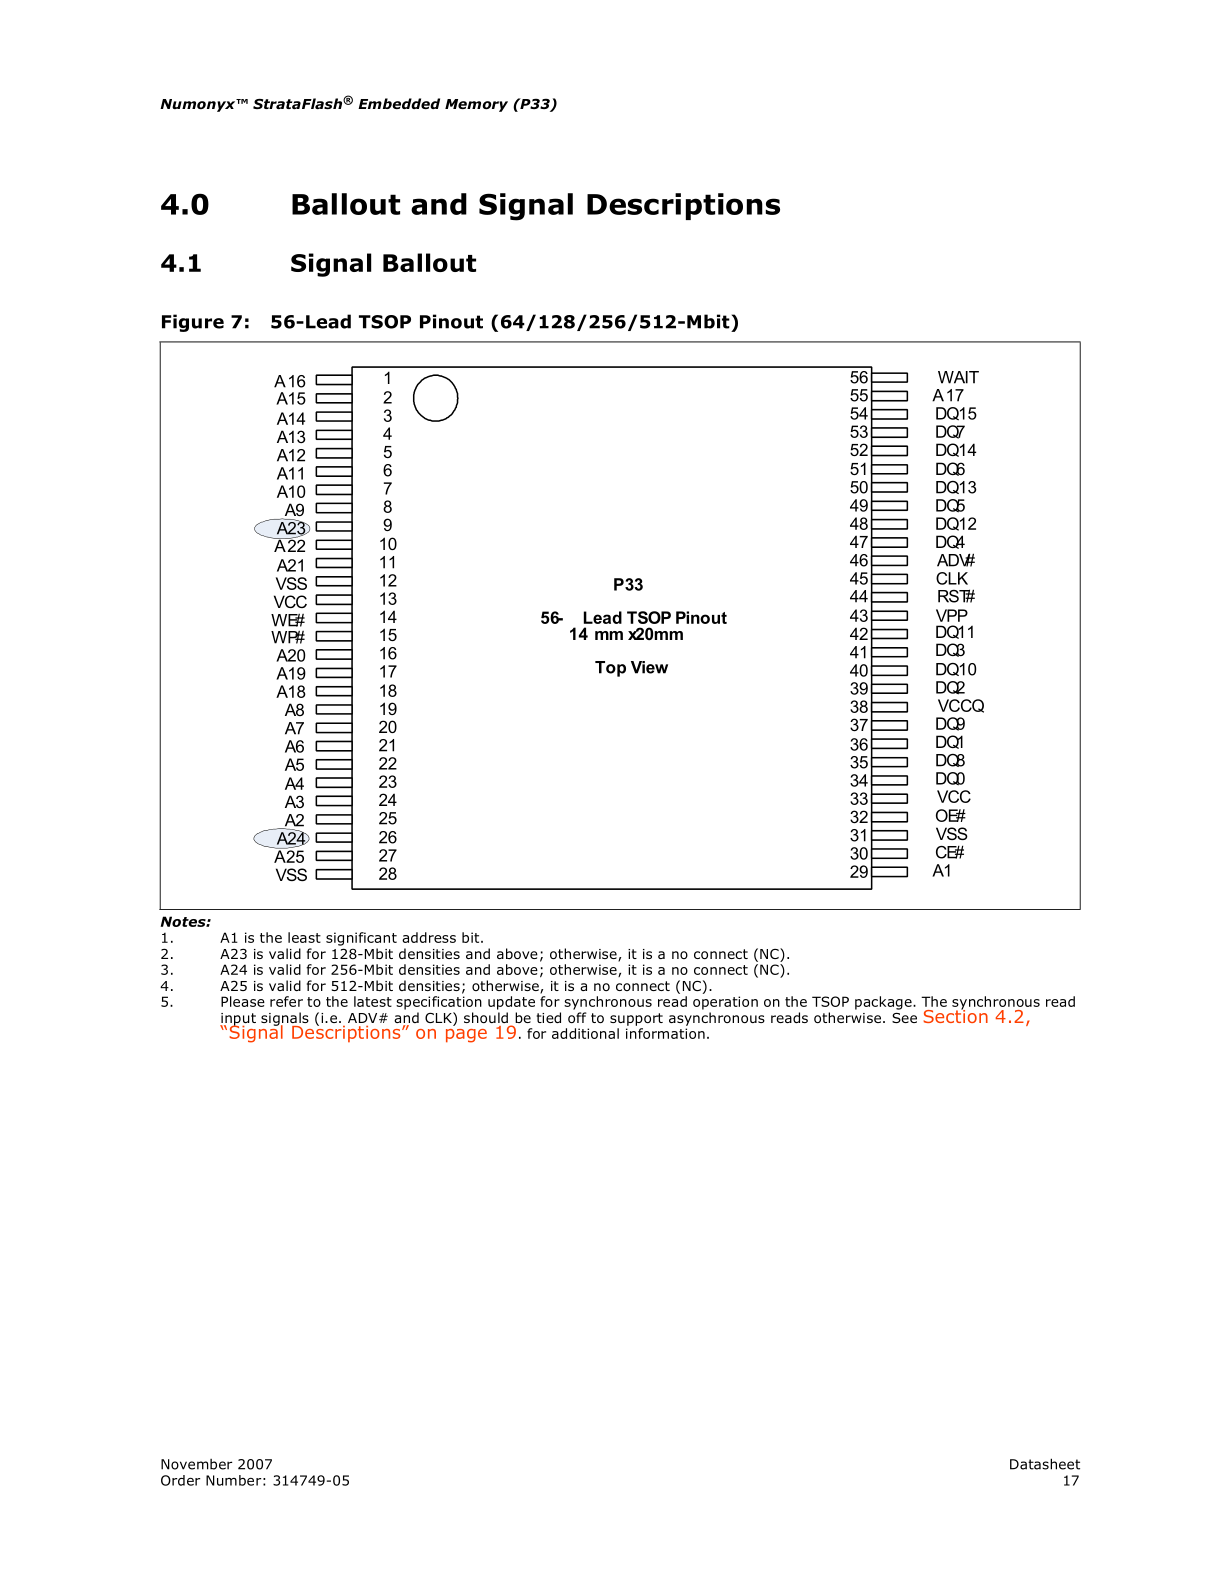 Numonyx™ StrataFlash® Embedded Memory (P33)
4.0 Ballout and Signal Descriptions
4.1 Signal Ballout
Figure 7: 56-Lead TSOP Pinout (64/128/256/512-Mbit)
A16 1 56 WAIT
A15 2 55 A17
A14 3 54 DQ15
A13 4 53 DQ7
A12 5 52 DQ14
A11 6 51 DQ6
A10 7 50 DQ13
A9 8 49 DQ5
A23 9 48 DQ12
A22 10 47 DQ4
A21 11 46 ADV#
VSS 12 45 CLK
VCC 13 44 RST#
WE# 14 43 VPP
WP# 15 42 DQ11
A20 16 41 DQ3
A19 17 40 DQ10
A18 18 39 DQ2
A8 19 38 VCCQ
A7 20 37 DQ9
A6 21 36 DQ1
A5 22 35 DQ8
A4 23 34 DQ0
A3 24 33 VCC
A2 25 32 OE#
A24 26 31 VSS
A25 27 30 CE#
VSS 28 29 A1
P33
56- Lead TSOP Pinout
14 mm x20mm
Top View
Notes:
1. A1 is the least significant address bit.
2. A23 is valid for 128-Mbit densities and above; otherwise, it is a no connect (NC).
3. A24 is valid for 256-Mbit densities and above; otherwise, it is a no connect (NC).
4. A25 is valid for 512-Mbit densities; otherwise, it is a no connect (NC).
5. Please refer to the latest specification update for synchronous read operation on the TSOP package. The synchronous read
input signals (i.e. ADV# and CLK) should be tied off to support asynchronous reads otherwise. See Section 4.2,
“Signal Descriptions” on page 19. for additional information.
November 2007 Datasheet
Order Number: 314749-05 17